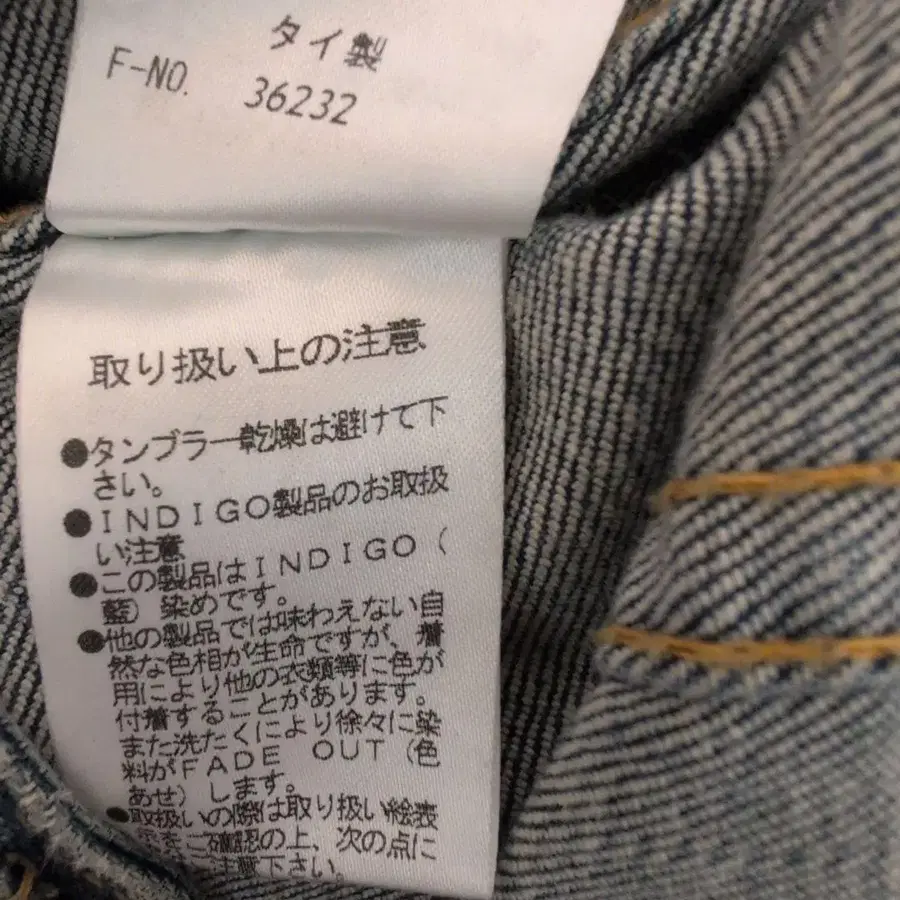 タイ製
F-NO. 36232
取り扱い上の注意
●タンブラー乾燥は避けて下
さい。
●INDIGO製品のお取扱
い注意
●この製品はINDIGO(
藍)染めです。
●他の製品では味わえない自
然な色相が生命ですが、着
用により他の衣類等に色が
付着することがあります。
また洗たくにより徐々に染
料がFADE OUT(色
あせ)します。
●取扱いの際は取り扱い絵表
示をご確認の上、次の点に
ご注意下さい。